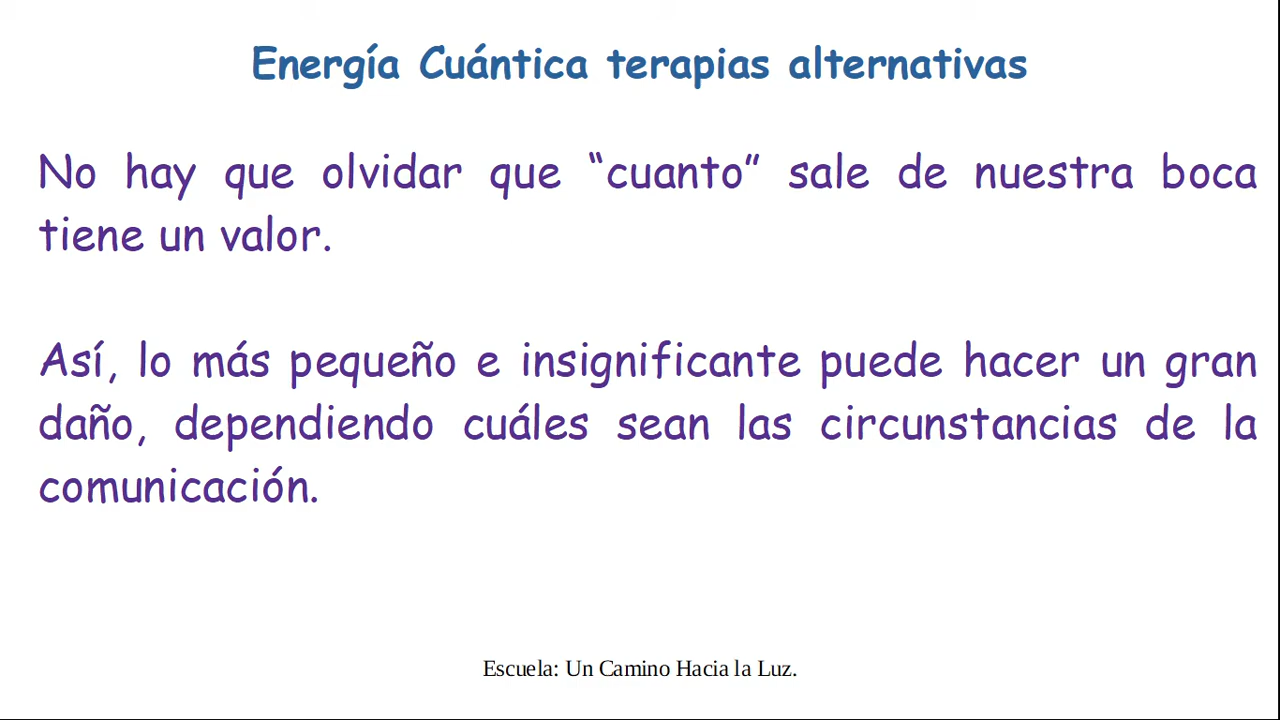 Energía Cuántica terapias alternativas
No hay que olvidar que “cuanto” sale de nuestra boca
tiene un valor.
Así, lo más pequeño e insignificante puede hacer un gran
daño, dependiendo cuáles sean las circunstancias de la
comunicación.
Escuela: Un Camino Hacia la Luz.